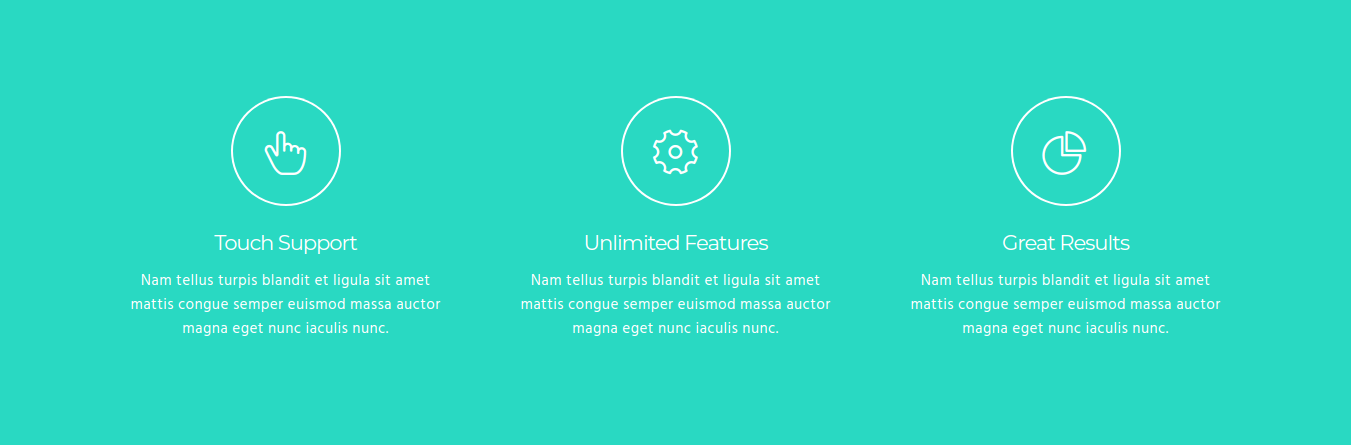 Touch Support
Nam tellus turpis blandit et ligula sit amet
mattis congue semper euismod massa auctor
magna eget nunc iaculis nunc.
Unlimited Features
Nam tellus turpis blandit et ligula sit amet
mattis congue semper euismod massa auctor
magna eget nunc iaculis nunc.
Great Results
Nam tellus turpis blandit et ligula sit amet
mattis congue semper euismod massa auctor
magna eget nunc iaculis nunc.